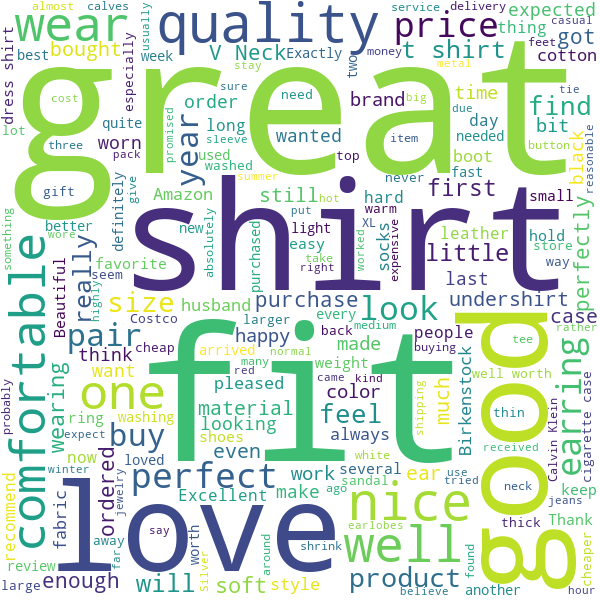 almost
calves
wear
quality
price
service
delivery
expected
casual
thing
feet
usually
best
bought
especially
V Neck
Exactly
two
money
t shirt
got
metal
cotton
dress shirt
great
cost
week
stay
order
sure
need
brand
big
time
due
tie
find
lot
three
quite
year
long
wanted
day
bit
button
reasonable
promised
sleeve
item
needed
pack
worn
used
top
boot
fast
black
washed
never
gift
Amazon
summer
hot
still
hard
first
small
better
definitely
give
new
put
warm
XL
socks
expensive
leather
hold
perfectly
something
wore
Beautiful
really
absolutely
purchased
light
easy
worked
little
store
way
shirt
favorite
take
right
last
seem
highly
comfortable
size
husband
larger
purchase
every
look
undershirt
case
Costco
pair
happy
back
medium
people
rather
think
cheap
arrived
many
normal
made
buying
tee
earring
want
red
weight
fit
good
wearing
one
pleased
came
kind
color
much
shipping
Birkenstock
well worth
material
looking
feel
thin
ring
washing
shoes
always
received
Calvin Klein
cigarette case
probably
expect
now
buy
loved
even
white
several
ear
use
tried
neck
jeans
keep
winter
jewelry
ordered
perfect
work
sandal
nice
recommend
fabric
Excellent
make
ago
earlobes
thick
Thank
love
say
worth
shrink
around
well
found
cheaper
review
away
far
Silver
large
enough
will
soft
style
product
believe
another
hour